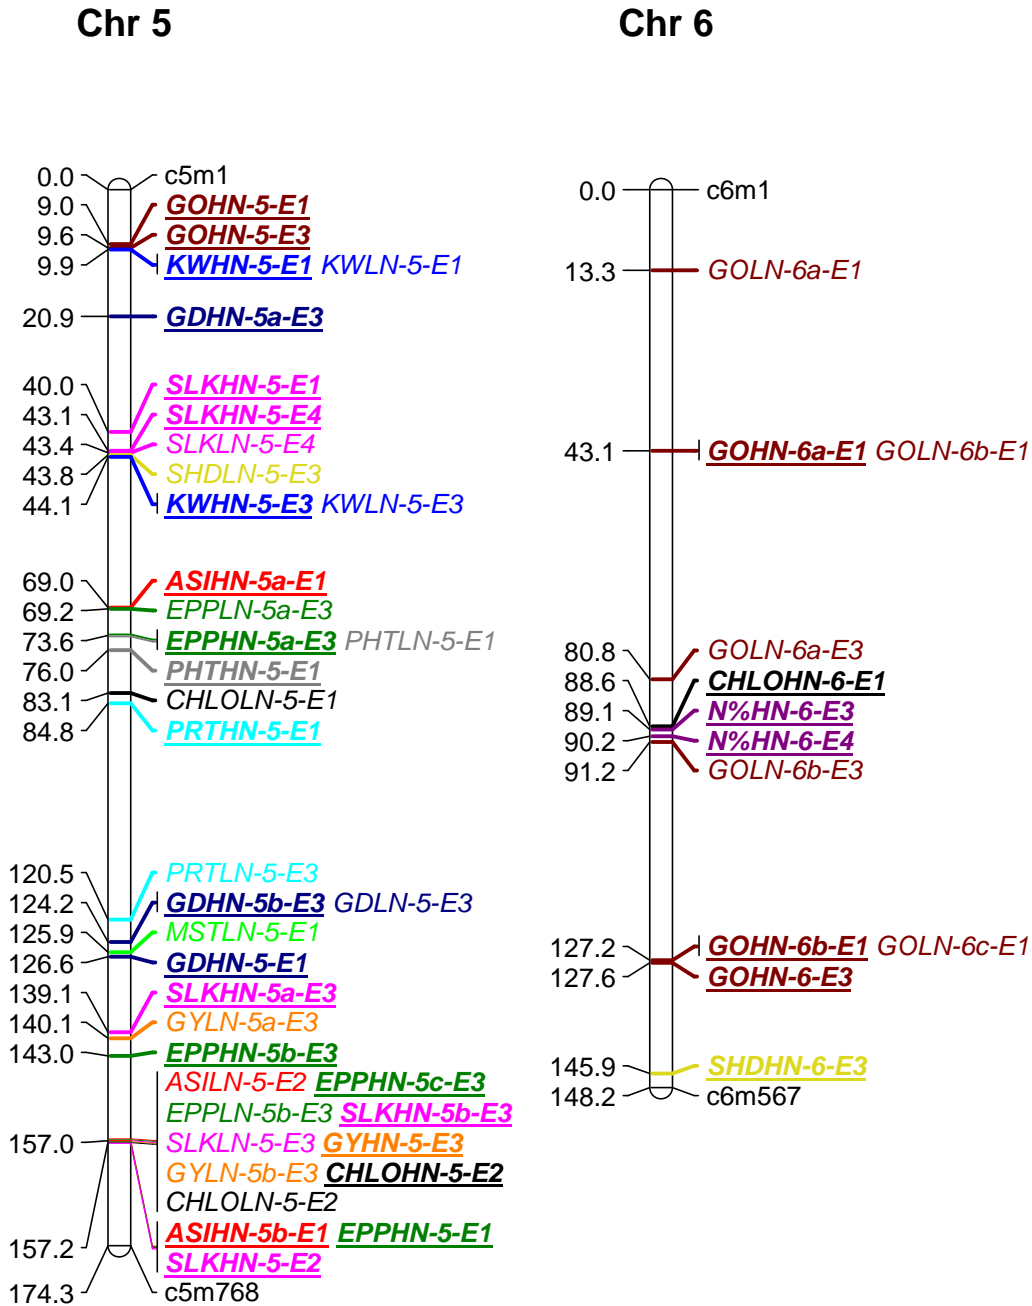 Chr 5
0.0 c5m1
9.0 GOHN-5-E1
9.6 GOHN-5-E3
9.9 KWHN-5-E1 KWLN-5-E1
20.9 GDHN-5a-E3
40.0 SLKHN-5-E1
43.1 SLKHN-5-E4
43.4 SLKLN-5-E4
43.8 SHDLN-5-E3
44.1 KWHN-5-E3 KWLN-5-E3
69.0 ASIHN-5a-E1
69.2 EPPLN-5a-E3
73.6 EPPHN-5a-E3 PHTLN-5-E1
76.0 PHTHN-5-E1
83.1 CHLOLN-5-E1
84.8 PRTHN-5-E1
120.5 PRTLN-5-E3
124.2 GDHN-5b-E3 GDLN-5-E3
125.9 MSTLN-5-E1
126.6 GDHN-5-E1
139.1 SLKHN-5a-E3
140.1 GYLN-5a-E3
143.0 EPPHN-5b-E3
ASILN-5-E2 EPPHN-5c-E3
EPPLN-5b-E3 SLKHN-5b-E3
157.0 SLKLN-5-E3 GYHN-5-E3
GYLN-5b-E3 CHLOHN-5-E2
CHLOLN-5-E2
ASIHN-5b-E1 EPPHN-5-E1
157.2 SLKHN-5-E2
174.3 c5m768
Chr 6
0.0 c6m1
13.3 GOLN-6a-E1
43.1 GOHN-6a-E1 GOLN-6b-E1
80.8 GOLN-6a-E3
88.6 CHLOHN-6-E1
89.1 N%HN-6-E3
90.2 N%HN-6-E4
91.2 GOLN-6b-E3
127.2 GOHN-6b-E1 GOLN-6c-E1
127.6 GOHN-6-E3
145.9 SHDHN-6-E3
148.2 c6m567